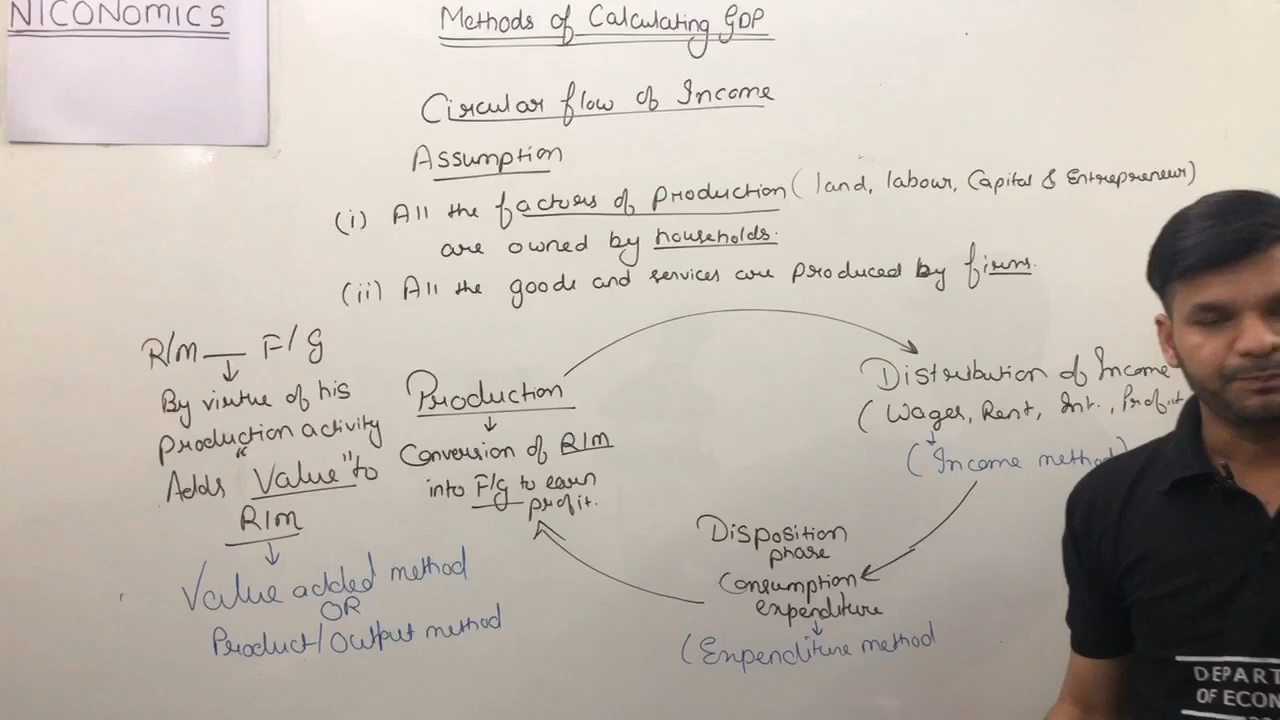 NICONOMICS
Methods of Calculating GDP
Circular flow of Income
Assumption
(i) All the factors of production (land, labour, Capital & Entrepreneur)
are owned by households.
(ii) All the goods and services are produced by firms.
R/m — F/g
By virtue of his
production activity
Adds "Value" to
R/m
Value added method
OR
Product/Output method
Production
Conversion of R/m
into F/g to earn
profit.
Distribution of Income
(Wages, Rent, Int., Profit
(Income method)
Disposition
phase
Consumption
expenditure
(Expenditure method
DEPART
OF ECON